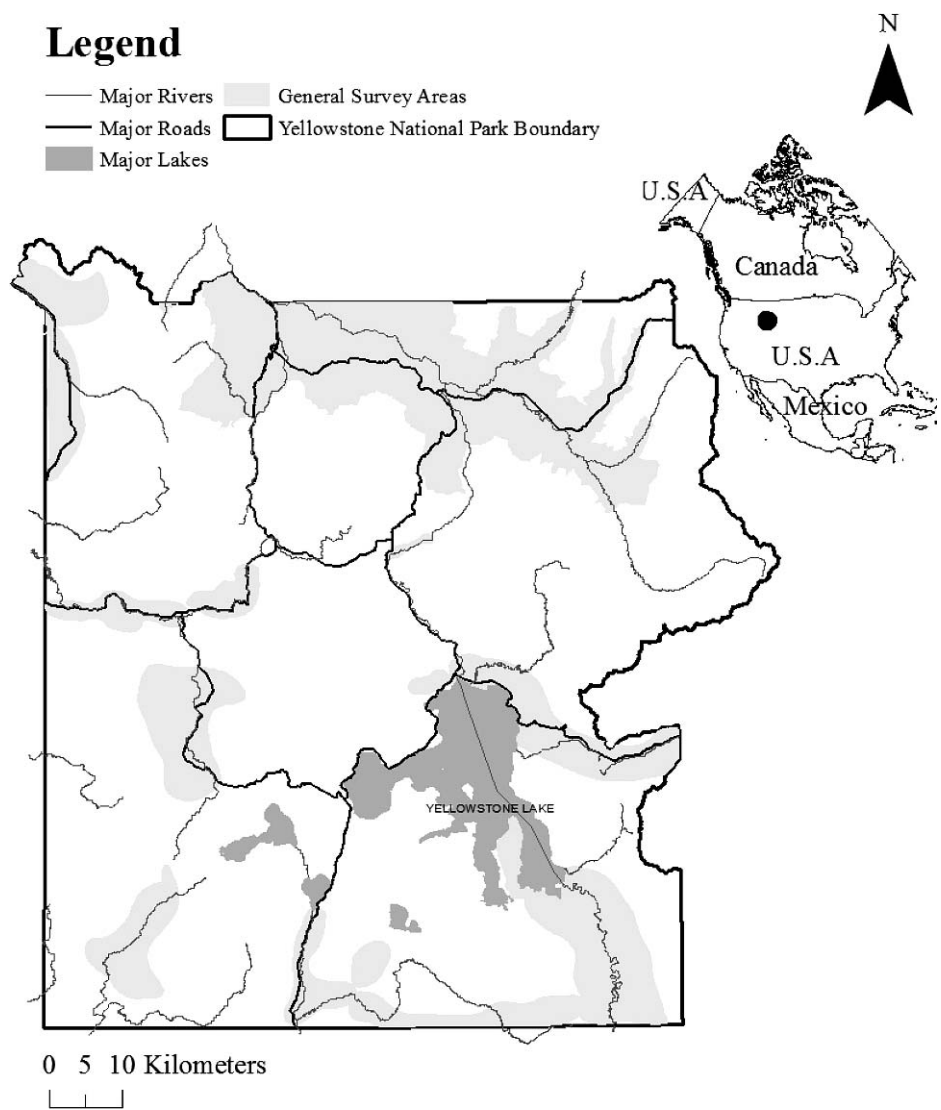 Legend
Major Rivers
General Survey Areas
Major Roads
Yellowstone National Park Boundary
Major Lakes
N
U.S.A
Canada
U.S.A
Mexico
YELLOWSTONE LAKE
0 5 10 Kilometers